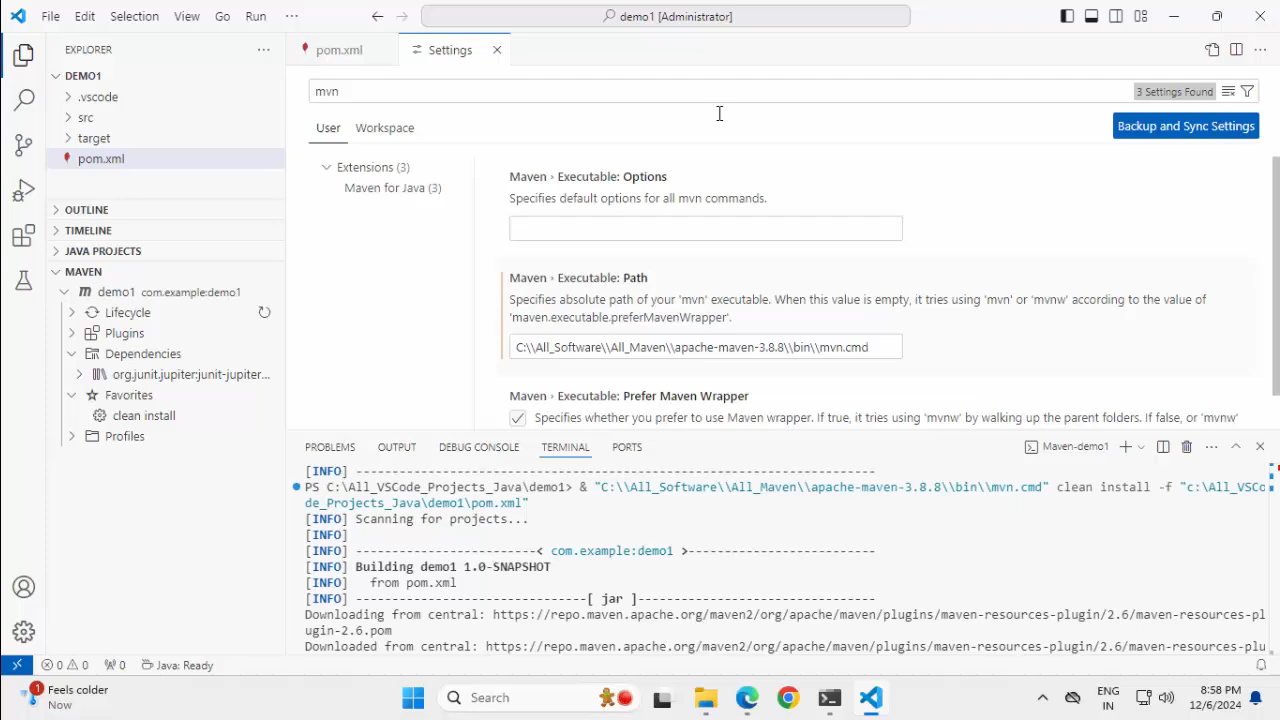 File Edit Selection View Go Run ··· demo1 [Administrator]
EXPLORER ···
DEMO1
.vscode
src
target
pom.xml
OUTLINE
TIMELINE
JAVA PROJECTS
MAVEN
demo1 com.example:demo1
Lifecycle
Plugins
Dependencies
org.junit.jupiter:junit-jupiter...
Favorites
clean install
Profiles
pom.xml Settings
mvn 3 Settings Found
User Workspace Backup and Sync Settings
Extensions (3)
Maven for Java (3)
Maven › Executable: Options
Specifies default options for all mvn commands.
Maven › Executable: Path
Specifies absolute path of your 'mvn' executable. When this value is empty, it tries using 'mvn' or 'mvnw' according to the value of
'maven.executable.preferMavenWrapper'.
C:\\All_Software\\All_Maven\\apache-maven-3.8.8\\bin\\mvn.cmd
Maven › Executable: Prefer Maven Wrapper
Specifies whether you prefer to use Maven wrapper. If true, it tries using 'mvnw' by walking up the parent folders. If false, or 'mvnw'
PROBLEMS OUTPUT DEBUG CONSOLE TERMINAL PORTS Maven-demo1
[INFO] ------------------------------------------------------------------------
PS C:\All_VSCode_Projects_Java\demo1> & "C:\\All_Software\\All_Maven\\apache-maven-3.8.8\\bin\\mvn.cmd" clean install -f "c:\All_VSCo
de_Projects_Java\demo1\pom.xml"
[INFO] Scanning for projects...
[INFO]
[INFO] -------------------------< com.example:demo1 >--------------------------
[INFO] Building demo1 1.0-SNAPSHOT
[INFO]   from pom.xml
[INFO] --------------------------------[ jar ]---------------------------------
Downloading from central: https://repo.maven.apache.org/maven2/org/apache/maven/plugins/maven-resources-plugin/2.6/maven-resources-pl
ugin-2.6.pom
Downloaded from central: https://repo.maven.apache.org/maven2/org/apache/maven/plugins/maven-resources-plugin/2.6/maven-resources-pl
0 0 0 Java: Ready
1 Feels colder
Now
Search
ENG
IN
8:58 PM
12/6/2024